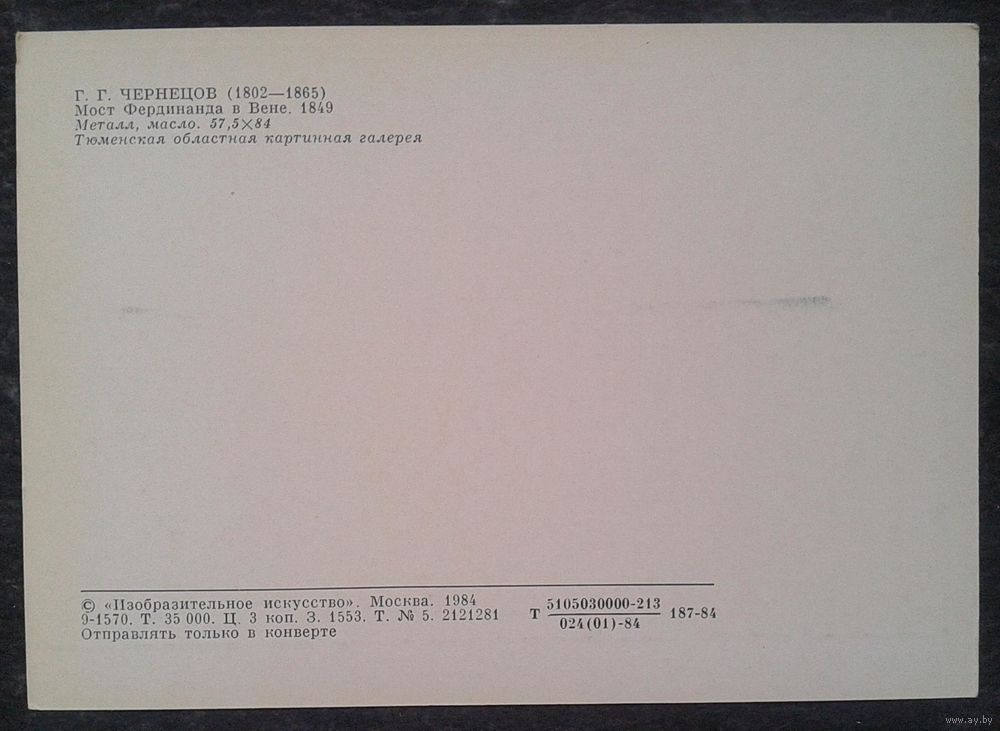 Г. Г. ЧЕРНЕЦОВ (1802—1865)
Мост Фердинанда в Вене. 1849
Металл, масло. 57,5×84
Тюменская областная картинная галерея
© «Изобразительное искусство». Москва. 1984
9-1570. Т. 35 000. Ц. 3 коп. З. 1553. Т. № 5. 2121281
Отправлять только в конверте
Т 5105030000-213 187-84
024(01)-84
www.ay.by